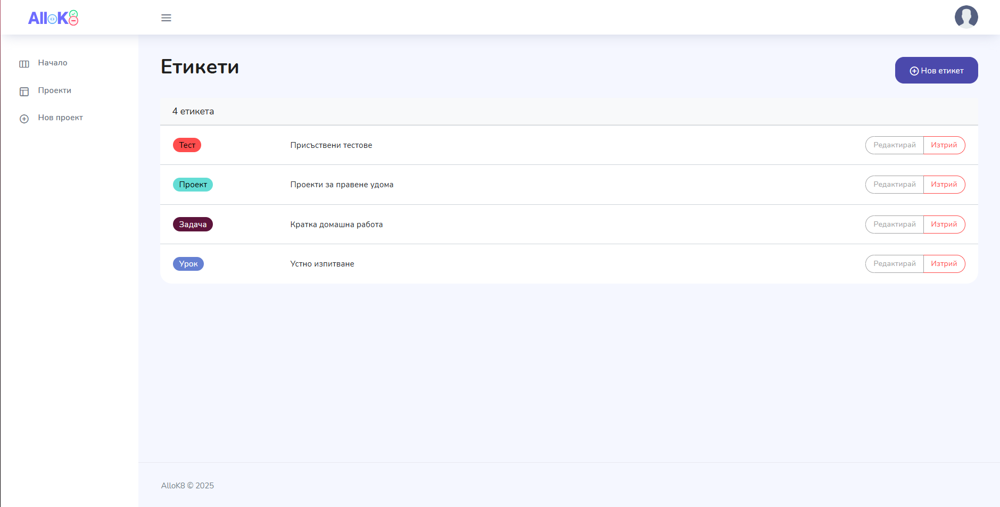 AlloK8
Начало
Проекти
Нов проект
Етикети
Нов етикет
4 етикета
Тест Присъствени тестове Редактирай Изтрий
Проект Проекти за правене удома Редактирай Изтрий
Задача Кратка домашна работа Редактирай Изтрий
Урок Устно изпитване Редактирай Изтрий
AlloK8 © 2025